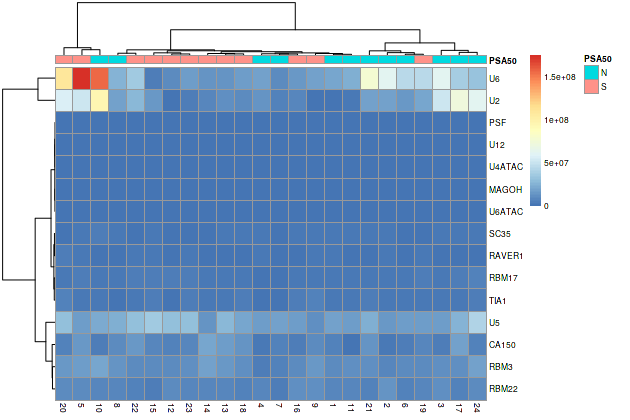 PSA50
U6
U2
PSF
U12
U4ATAC
MAGOH
U6ATAC
SC35
RAVER1
RBM17
TIA1
U5
CA150
RBM3
RBM22
20 5 10 8 22 15 12 23 14 13 18 4 7 16 9 1 11 21 2 6 19 3 17 24
1.5e+08
1e+08
5e+07
0
PSA50
N
S